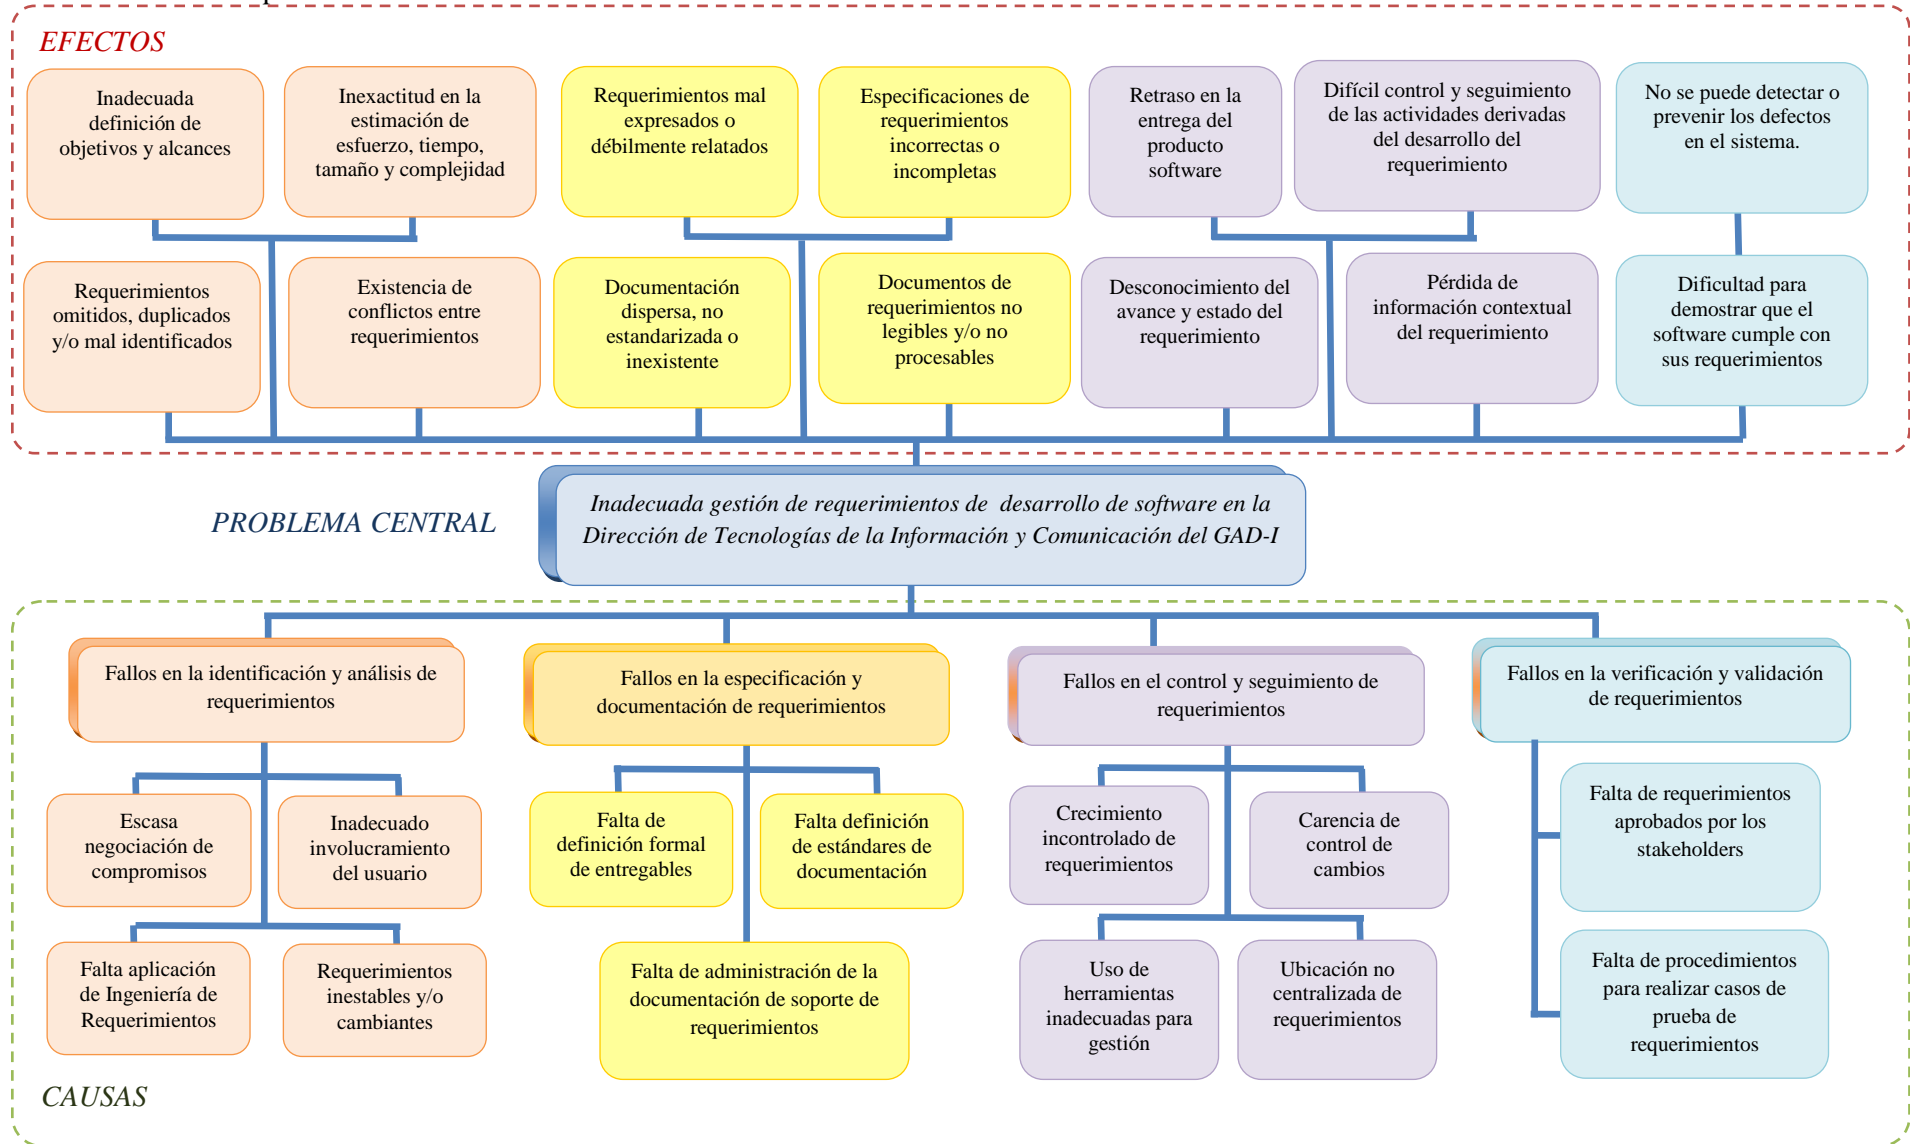 EFECTOS
Inadecuada
definición de
objetivos y alcances
Inexactitud en la
estimación de
esfuerzo, tiempo,
tamaño y complejidad
Requerimientos mal
expresados o
débilmente relatados
Especificaciones de
requerimientos
incorrectas o
incompletas
Retraso en la
entrega del
producto
software
Difícil control y seguimiento
de las actividades derivadas
del desarrollo del
requerimiento
No se puede detectar o
prevenir los defectos
en el sistema.
Requerimientos
omitidos, duplicados
y/o mal identificados
Existencia de
conflictos entre
requerimientos
Documentación
dispersa, no
estandarizada o
inexistente
Documentos de
requerimientos no
legibles y/o no
procesables
Desconocimiento del
avance y estado del
requerimiento
Pérdida de
información contextual
del requerimiento
Dificultad para
demostrar que el
software cumple con
sus requerimientos
PROBLEMA CENTRAL
Inadecuada gestión de requerimientos de desarrollo de software en la
Dirección de Tecnologías de la Información y Comunicación del GAD-I
Fallos en la identificación y análisis de
requerimientos
Fallos en la especificación y
documentación de requerimientos
Fallos en el control y seguimiento de
requerimientos
Fallos en la verificación y validación
de requerimientos
Escasa
negociación de
compromisos
Inadecuado
involucramiento
del usuario
Falta de
definición formal
de entregables
Falta definición
de estándares de
documentación
Crecimiento
incontrolado de
requerimientos
Carencia de
control de
cambios
Falta de requerimientos
aprobados por los
stakeholders
Falta aplicación
de Ingeniería de
Requerimientos
Requerimientos
inestables y/o
cambiantes
Falta de administración de la
documentación de soporte de
requerimientos
Uso de
herramientas
inadecuadas para
gestión
Ubicación no
centralizada de
requerimientos
Falta de procedimientos
para realizar casos de
prueba de
requerimientos
CAUSAS